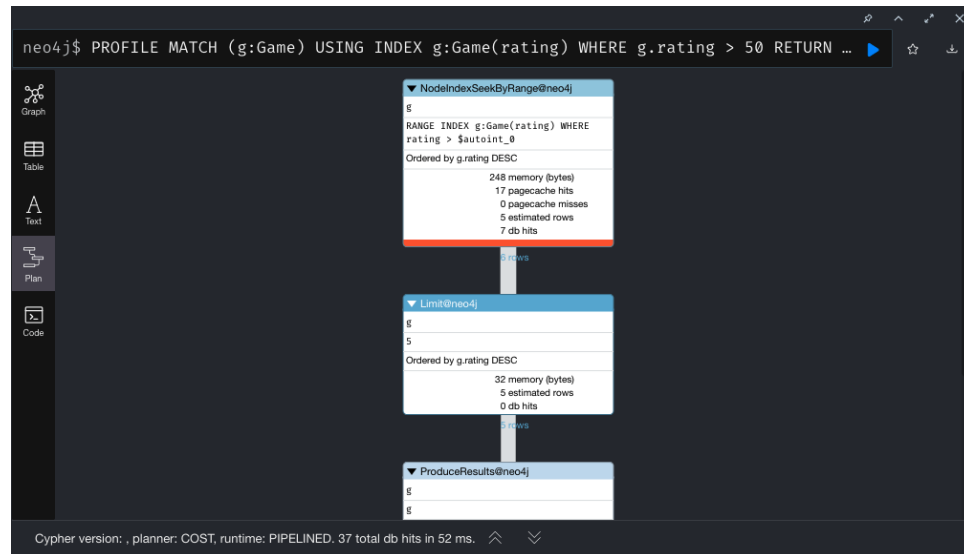 neo4j$ PROFILE MATCH (g:Game) USING INDEX g:Game(rating) WHERE g.rating > 50 RETURN …
Graph
Table
Text
Plan
Code
NodeIndexSeekByRange@neo4j
g
RANGE INDEX g:Game(rating) WHERE
rating > $autoint_0
Ordered by g.rating DESC
248 memory (bytes)
17 pagecache hits
0 pagecache misses
5 estimated rows
7 db hits
6 rows
Limit@neo4j
g
5
Ordered by g.rating DESC
32 memory (bytes)
5 estimated rows
0 db hits
5 rows
ProduceResults@neo4j
g
g
Cypher version: , planner: COST, runtime: PIPELINED. 37 total db hits in 52 ms.